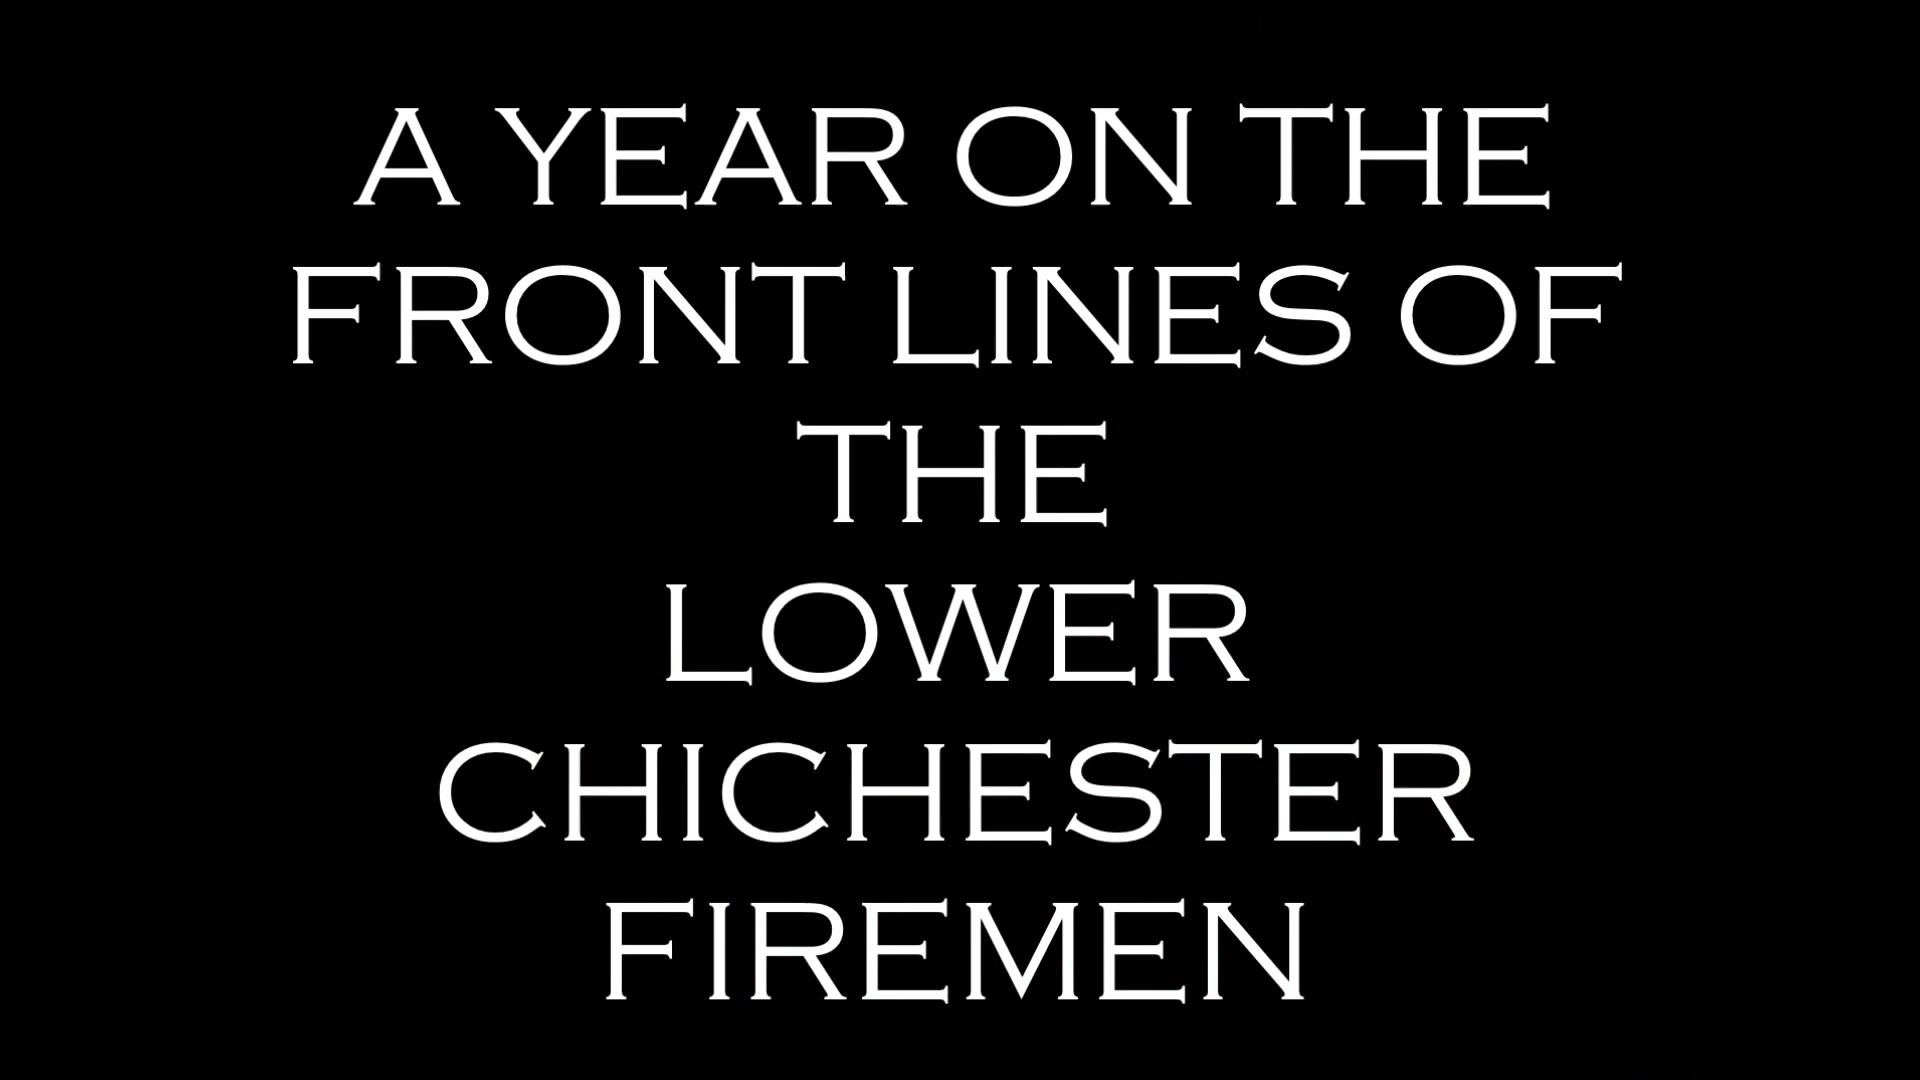 A YEAR ON THE
FRONT LINES OF
THE
LOWER
CHICHESTER
FIREMEN